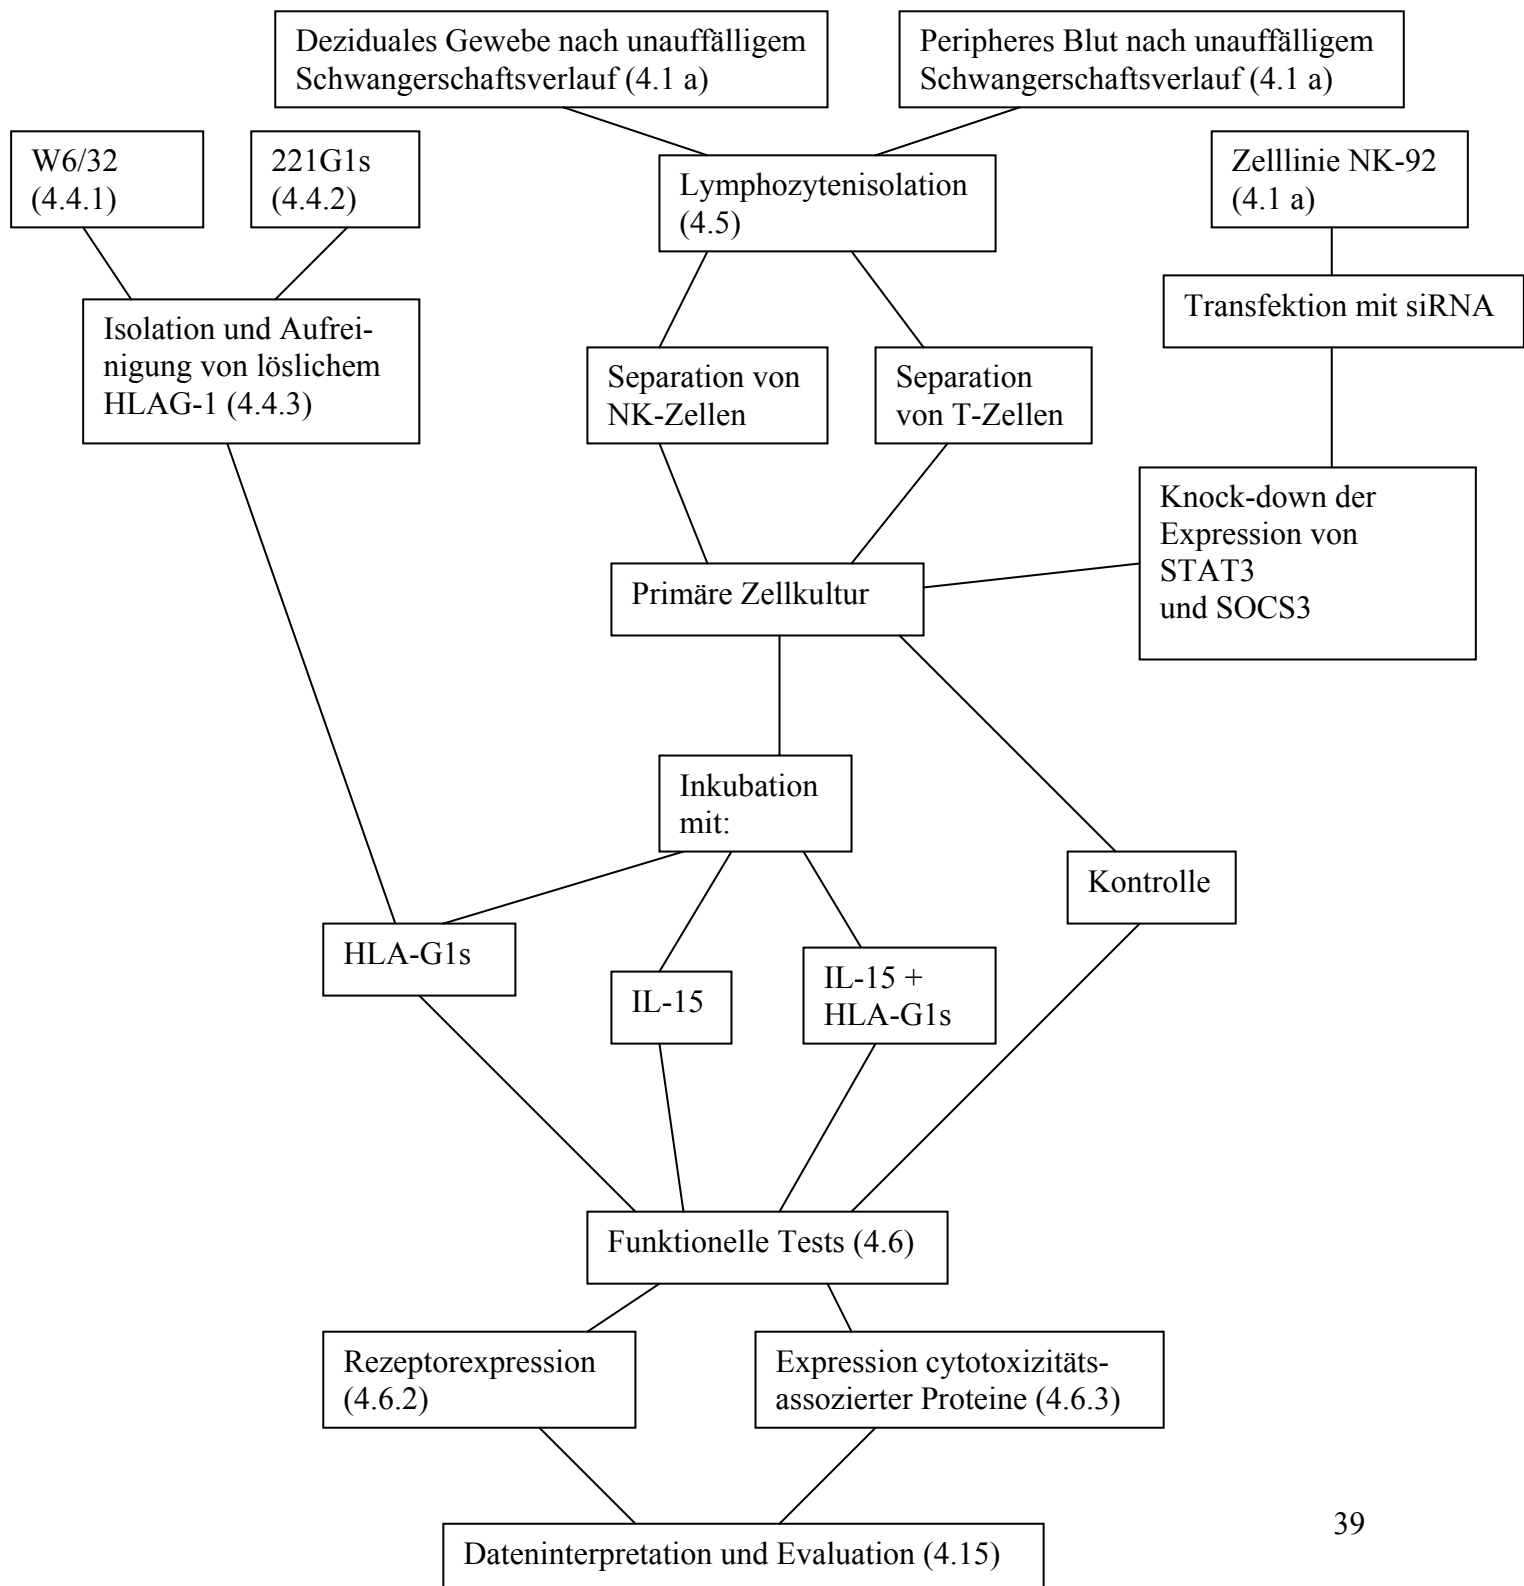 Deziduales Gewebe nach unauffälligem
Schwangerschaftsverlauf (4.1 a)
Peripheres Blut nach unauffälligem
Schwangerschaftsverlauf (4.1 a)
W6/32
(4.4.1)
221G1s
(4.4.2)
Lymphozytenisolation
(4.5)
Zelllinie NK-92
(4.1 a)
Isolation und Aufrei-
nigung von löslichem
HLAG-1 (4.4.3)
Transfektion mit siRNA
Separation von
NK-Zellen
Separation
von T-Zellen
Knock-down der
Expression von
STAT3
und SOCS3
Primäre Zellkultur
Inkubation
mit:
Kontrolle
HLA-G1s
IL-15
IL-15 +
HLA-G1s
Funktionelle Tests (4.6)
Rezeptorexpression
(4.6.2)
Expression cytotoxizitäts-
assozierter Proteine (4.6.3)
Dateninterpretation und Evaluation (4.15)
39